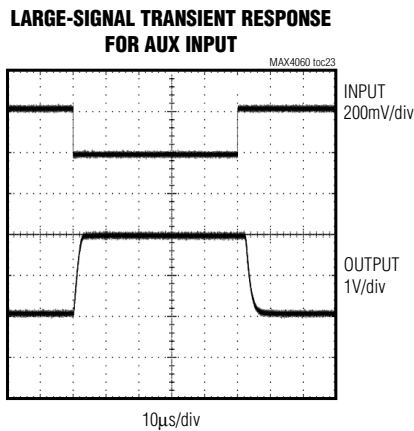 LARGE-SIGNAL TRANSIENT RESPONSE
FOR AUX INPUT
MAX4060 toc23
INPUT
200mV/div
OUTPUT
1V/div
10μs/div